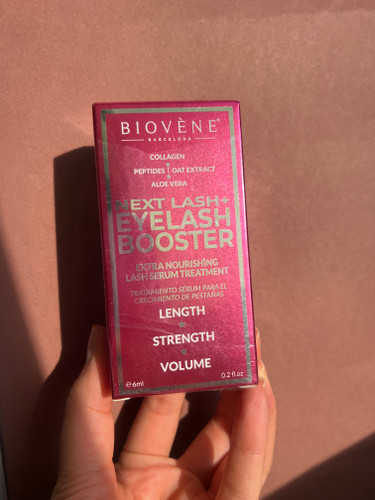 BIOVÈNE®
BARCELONA
COLLAGEN
PEPTIDES | OAT EXTRACT
ALOE VERA
NEXT LASH+
EYELASH
BOOSTER
EXTRA NOURISHING
LASH SERUM TREATMENT
TRATAMIENTO SÉRUM PARA EL
CRECIMIENTO DE PESTAÑAS
LENGTH
STRENGTH
VOLUME
℮6ml
0.2 fl oz